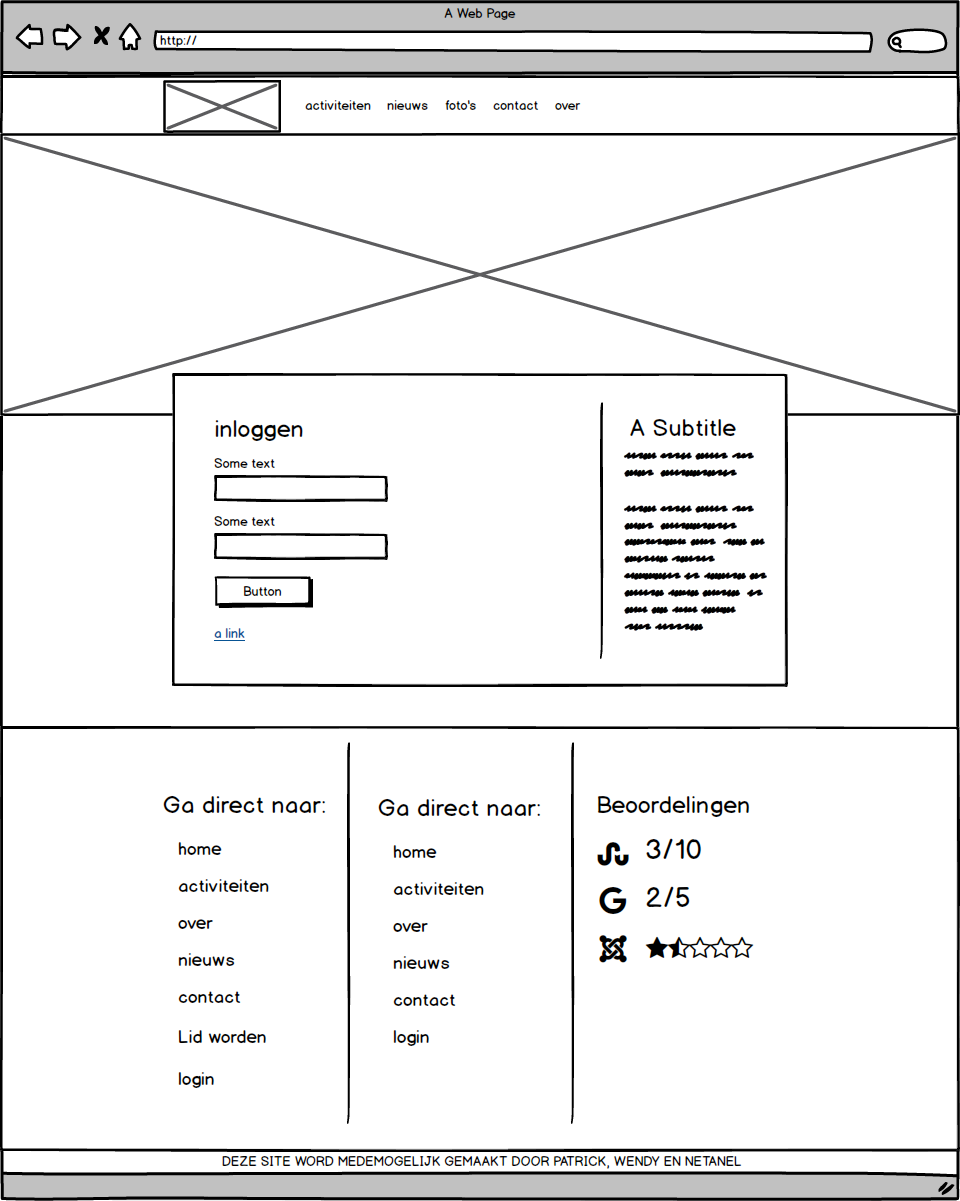 A Web Page
http://
activiteiten nieuws foto's contact over
inloggen
Some text
Some text
Button
a link
A Subtitle
Ga direct naar:
home
activiteiten
over
nieuws
contact
Lid worden
login
Ga direct naar:
home
activiteiten
over
nieuws
contact
login
Beoordelingen
3/10
G 2/5
DEZE SITE WORD MEDEMOGELIJK GEMAAKT DOOR PATRICK, WENDY EN NETANEL